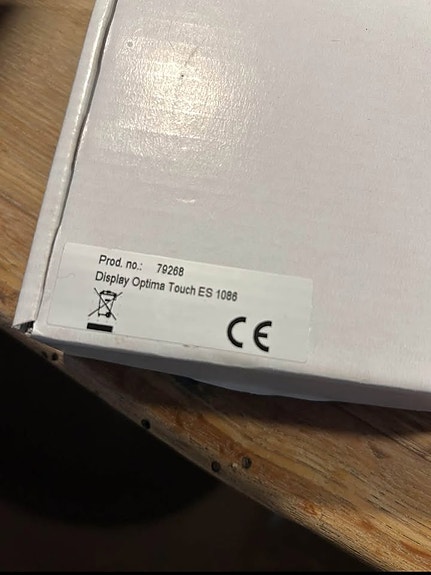 Prod. no.: 79268
Display Optima Touch ES 1086
CE